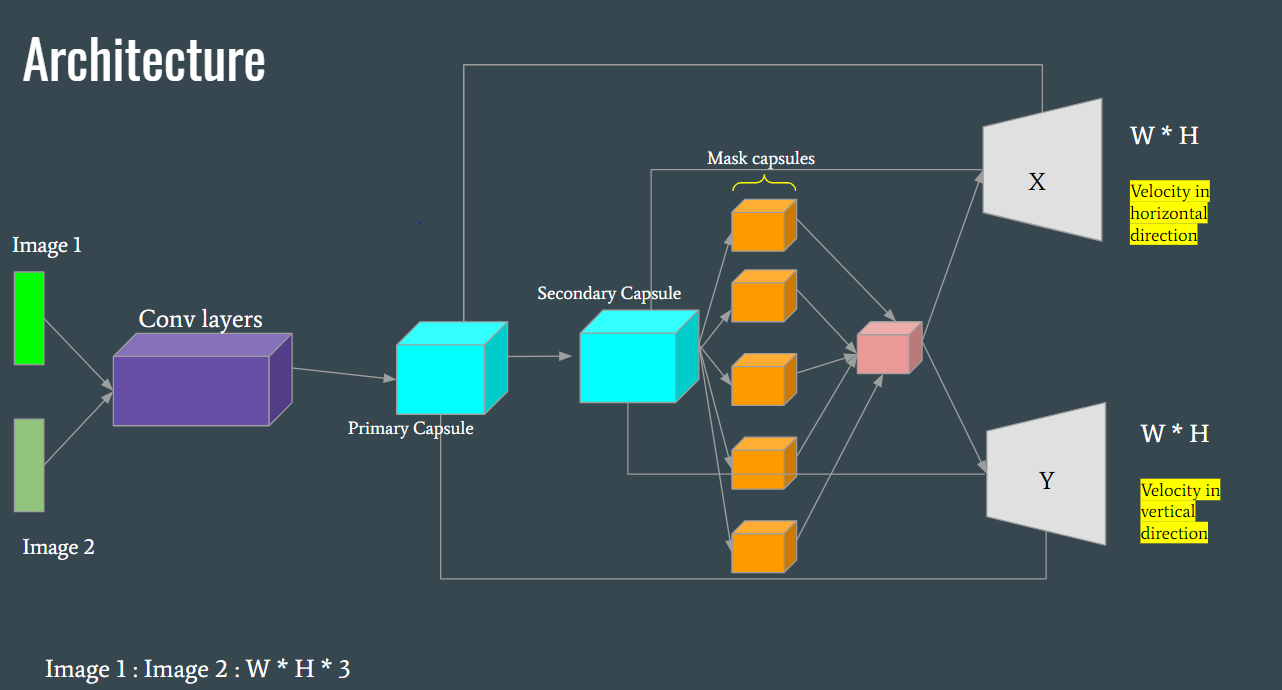 Architecture
W * H
Mask capsules
X
Velocity in
horizontal
direction
Image 1
Secondary Capsule
Conv layers
Primary Capsule
W * H
Y
Velocity in
vertical
direction
Image 2
Image 1 : Image 2 : W * H * 3